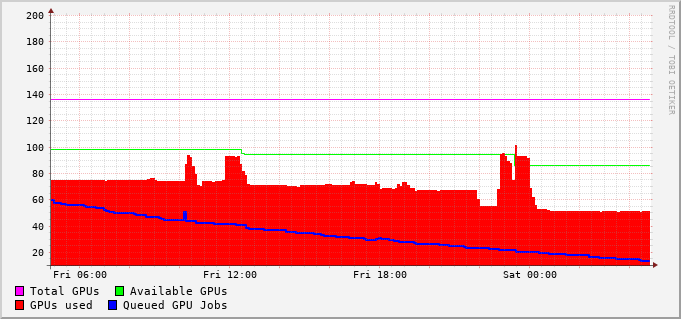 200
180
160
140
120
100
80
60
40
20
Fri 06:00 Fri 12:00 Fri 18:00 Sat 00:00
Total GPUs Available GPUs
GPUs used Queued GPU Jobs
RRDTOOL / TOBI OETIKER